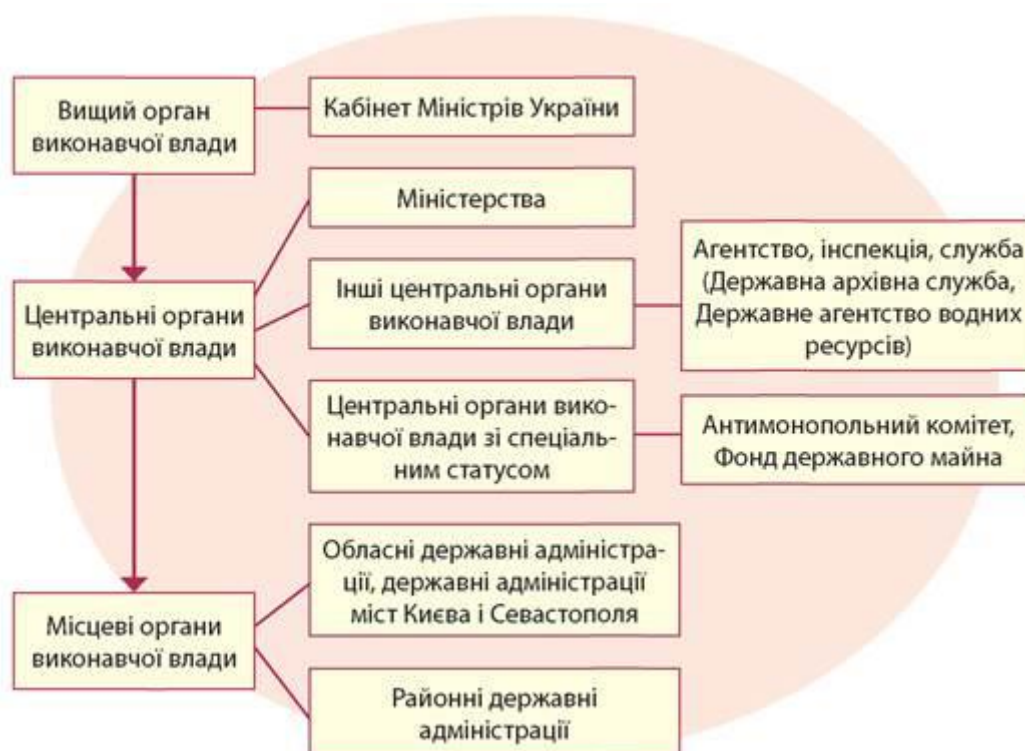 Вищий орган
виконавчої влади
Кабінет Міністрів України
Міністерства
Центральні органи
виконавчої влади
Інші центральні органи
виконавчої влади
Агентство, інспекція, служба
(Державна архівна служба,
Державне агентство водних
ресурсів)
Центральні органи вико-
навчої влади зі спеціаль-
ним статусом
Антимонопольний комітет,
Фонд державного майна
Місцеві органи
виконавчої влади
Обласні державні адміністра-
ції, державні адміністрації
міст Києва і Севастополя
Районні державні
адміністрації